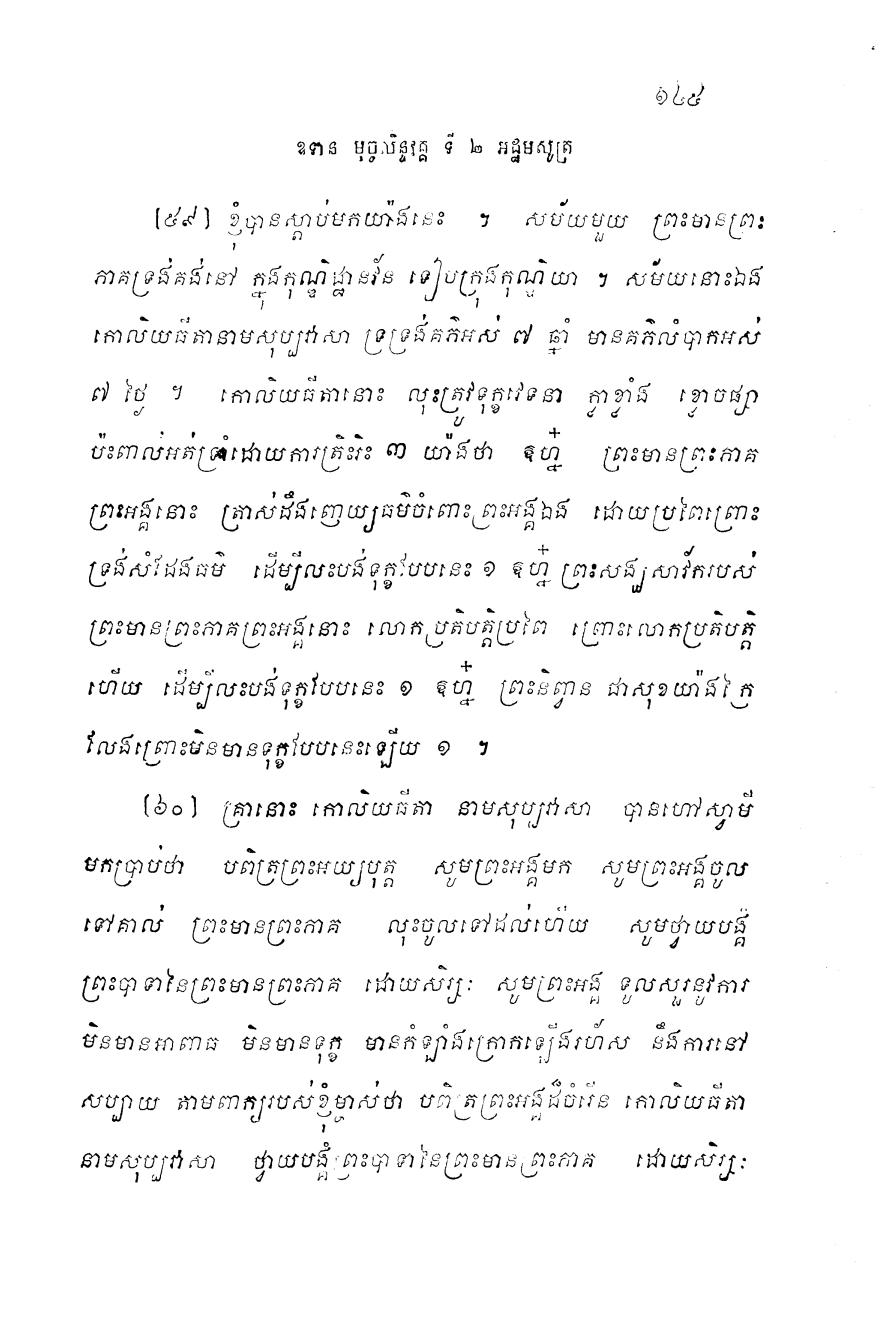 ១៤៥
ឧទាន មុច្ចលិន្ទវគ្គ ទី ២ អដ្ឋមសូត្រ
[៥៩] ខ្ញុំបានស្តាប់មកយ៉ាងនេះ ។ សម័យមួយ ព្រះមានព្រះ
ភាគទ្រង់គង់នៅ ក្នុងកុណ្ឌិដ្ឋានវ័ន ទៀបក្រុងកុណ្ឌិយា ។ សម័យនោះឯង
កោលិយធីតានាមសុប្បវាសា ទ្រទ្រង់គភ៌អស់ ៧ ឆ្នាំ មានគភ៌លំបាកអស់
៧ ថ្ងៃ ។ កោលិយធីតានោះ លុះត្រូវទុក្ខវេទនា ក្លាខ្លាំង ខ្ទោចផ្សា
ប៉ះពាល់អត់ទ្រាំដោយការត្រិះរិះ ៣ យ៉ាងថា ឱហ្ន៎ ព្រះមានព្រះភាគ
ព្រះអង្គនោះ ត្រាស់ដឹងញេយ្យធម៌ចំពោះព្រះអង្គឯង ដោយប្រពៃព្រោះ
ទ្រង់សំដែងធម៌ ដើម្បីលះបង់ទុក្ខបែបនេះ ១ ឱហ្ន៎ ព្រះសង្ឃសាវ័ករបស់
ព្រះមានព្រះភាគព្រះអង្គនោះ លោកប្រតិបត្តិប្រពៃ ព្រោះលោកប្រតិបត្តិ
ហើយ ដើម្បីលះបង់ទុក្ខបែបនេះ ១ ឱហ្ន៎ ព្រះនិព្វាន ជាសុខយ៉ាងក្រៃ
លែងព្រោះមិនមានទុក្ខបែបនេះឡើយ ១ ។
[៦០] គ្រានោះ កោលិយធីតា នាមសុប្បវាសា បានហៅស្វាមី
មកប្រាប់ថា បពិត្រព្រះអយ្យបុត្ត សូមព្រះអង្គមក សូមព្រះអង្គចូល
ទៅគាល់ ព្រះមានព្រះភាគ លុះចូលទៅដល់ហើយ សូមថ្វាយបង្គំ
ព្រះបាទានៃព្រះមានព្រះភាគ ដោយសិរ្សៈ សូមព្រះអង្គ ទូលសួរនូវការ
មិនមានអាពាធ មិនមានទុក្ខ មានកំឡាំងក្រោកឡើងរហ័ស នឹងការនៅ
សប្បាយ តាមពាក្យរបស់ខ្ញុំម្ចាស់ថា បពិត្រព្រះអង្គដ៏ចំរើន កោលិយធីតា
នាមសុប្បវាសា ថ្វាយបង្គំព្រះបាទានៃព្រះមានព្រះភាគ ដោយសិរ្សៈ